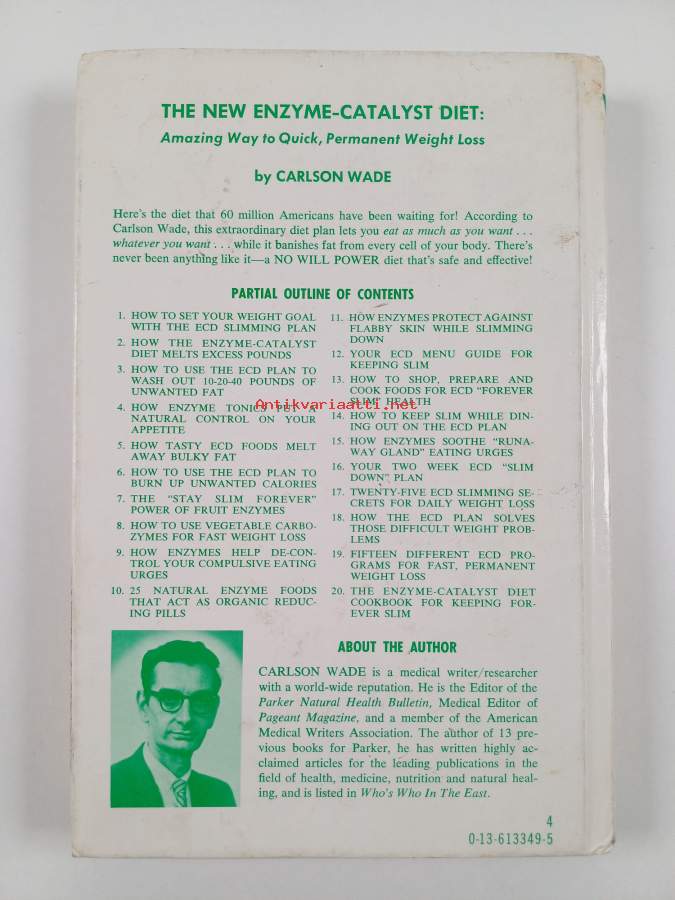 THE NEW ENZYME-CATALYST DIET:
Amazing Way to Quick, Permanent Weight Loss
by CARLSON WADE
Here's the diet that 60 million Americans have been waiting for! According to
Carlson Wade, this extraordinary diet plan lets you eat as much as you want . . .
whatever you want . . . while it banishes fat from every cell of your body. There's
never been anything like it—a NO WILL POWER diet that's safe and effective!
PARTIAL OUTLINE OF CONTENTS
1. HOW TO SET YOUR WEIGHT GOAL
WITH THE ECD SLIMMING PLAN
2. HOW THE ENZYME-CATALYST
DIET MELTS EXCESS POUNDS
3. HOW TO USE THE ECD PLAN TO
WASH OUT 10-20-40 POUNDS OF
UNWANTED FAT
4. HOW ENZYME TONICS PUT A
NATURAL CONTROL ON YOUR
APPETITE
5. HOW TASTY ECD FOODS MELT
AWAY BULKY FAT
6. HOW TO USE THE ECD PLAN TO
BURN UP UNWANTED CALORIES
7. THE "STAY SLIM FOREVER"
POWER OF FRUIT ENZYMES
8. HOW TO USE VEGETABLE CARBO-
ZYMES FOR FAST WEIGHT LOSS
9. HOW ENZYMES HELP DE-CON-
TROL YOUR COMPULSIVE EATING
URGES
10. 25 NATURAL ENZYME FOODS
THAT ACT AS ORGANIC REDUC-
ING PILLS
11. HOW ENZYMES PROTECT AGAINST
FLABBY SKIN WHILE SLIMMING
DOWN
12. YOUR ECD MENU GUIDE FOR
KEEPING SLIM
13. HOW TO SHOP, PREPARE AND
COOK FOODS FOR ECD "FOREVER
SLIM" HEALTH
14. HOW TO KEEP SLIM WHILE DIN-
ING OUT ON THE ECD PLAN
15. HOW ENZYMES SOOTHE "RUNA-
WAY GLAND" EATING URGES
16. YOUR TWO WEEK ECD "SLIM
DOWN" PLAN
17. TWENTY-FIVE ECD SLIMMING SE-
CRETS FOR DAILY WEIGHT LOSS
18. HOW THE ECD PLAN SOLVES
THOSE DIFFICULT WEIGHT PROB-
LEMS
19. FIFTEEN DIFFERENT ECD PRO-
GRAMS FOR FAST, PERMANENT
WEIGHT LOSS
20. THE ENZYME-CATALYST DIET
COOKBOOK FOR KEEPING FOR-
EVER SLIM
Antikvariaatti.net
ABOUT THE AUTHOR
CARLSON WADE is a medical writer/researcher
with a world-wide reputation. He is the Editor of the
Parker Natural Health Bulletin, Medical Editor of
Pageant Magazine, and a member of the American
Medical Writers Association. The author of 13 pre-
vious books for Parker, he has written highly ac-
claimed articles for the leading publications in the
field of health, medicine, nutrition and natural heal-
ing, and is listed in Who's Who In The East.
4
0-13-613349-5